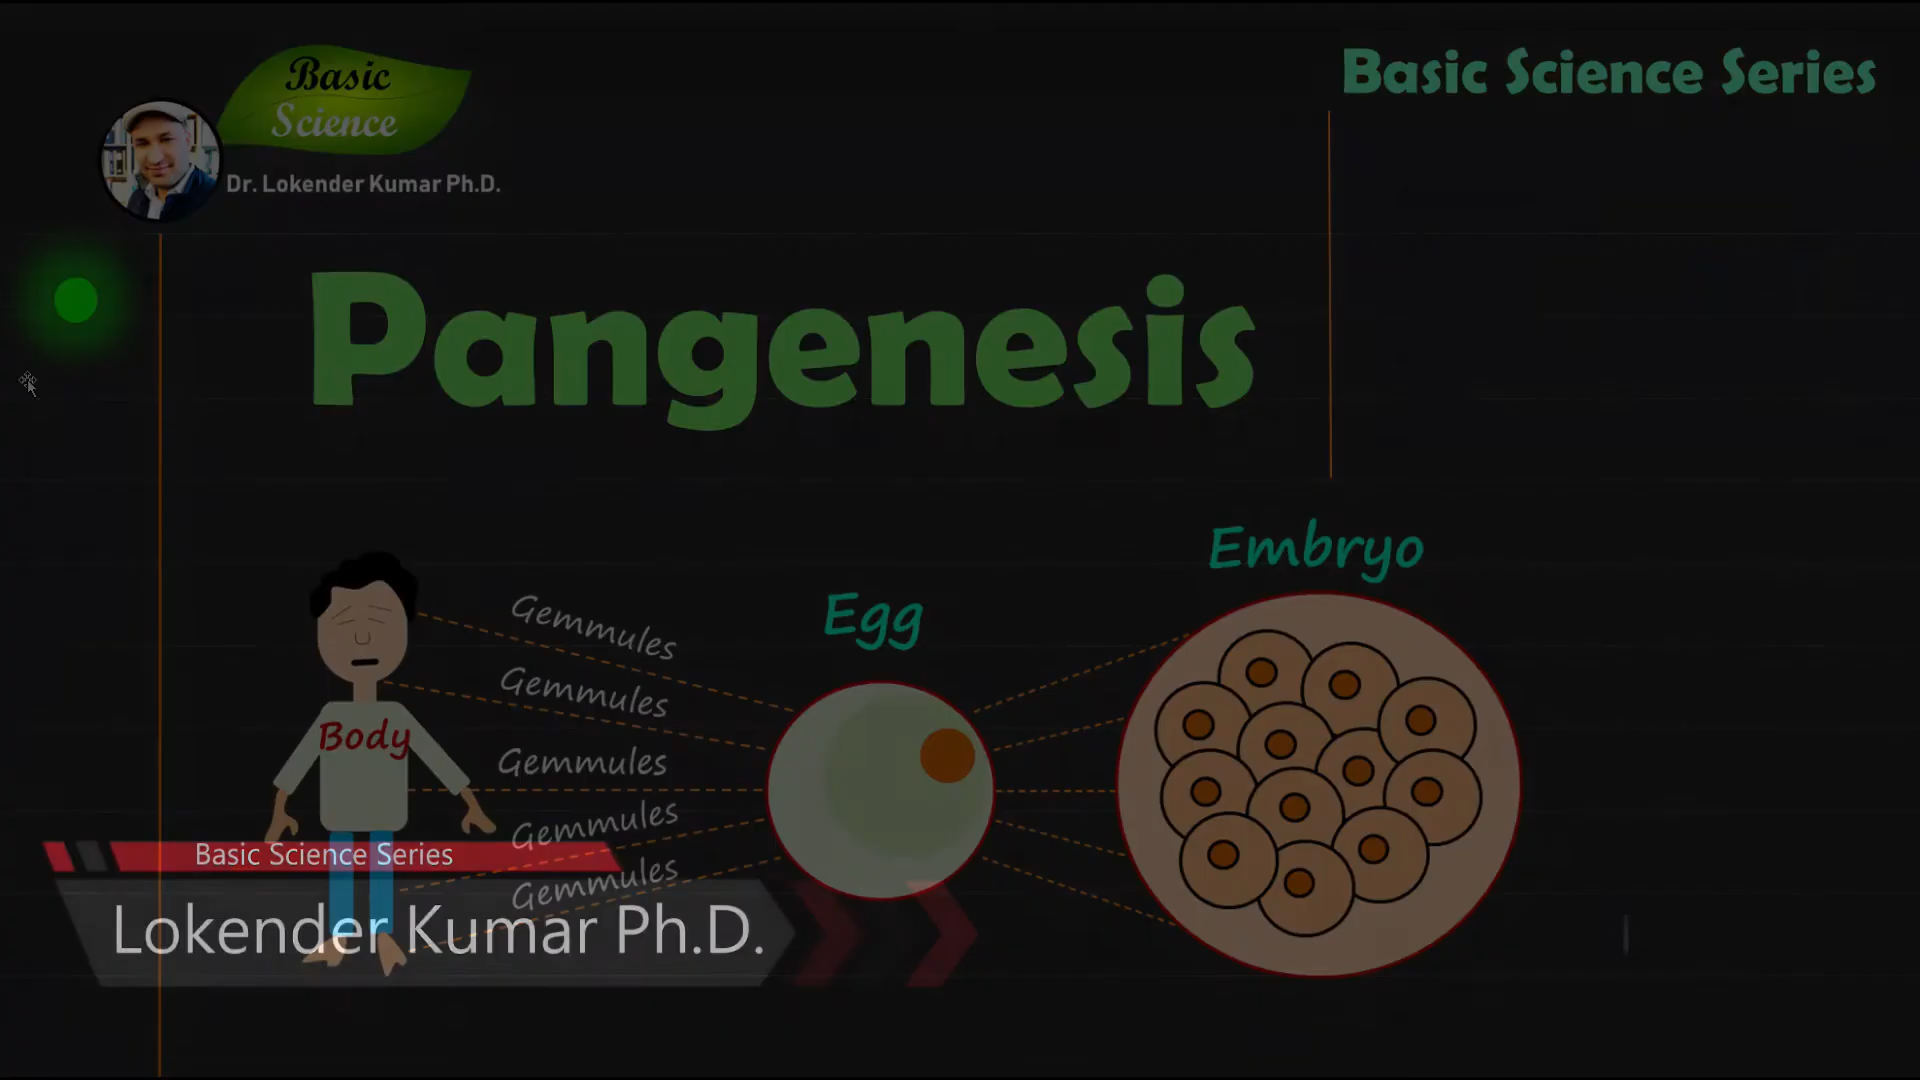 Basic
Science
Dr. Lokender Kumar Ph.D.
Basic Science Series
Pangenesis
Embryo
Egg
Gemmules
Gemmules
Gemmules
Gemmules
Gemmules
Body
Basic Science Series
Lokender Kumar Ph.D.